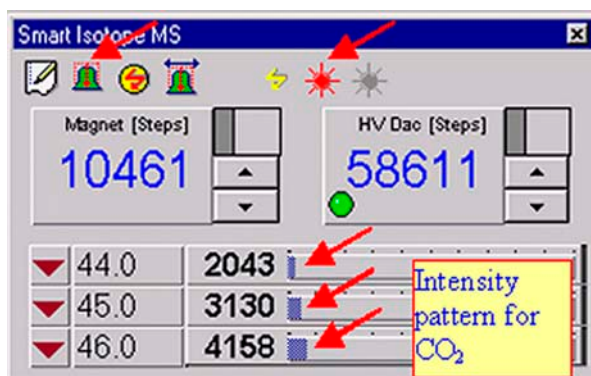 Smart Isotope MS
Magnet [Steps]
10461
HV Dac [Steps]
58611
44.0 2043
45.0 3130
46.0 4158
Intensity
pattern for
CO₂